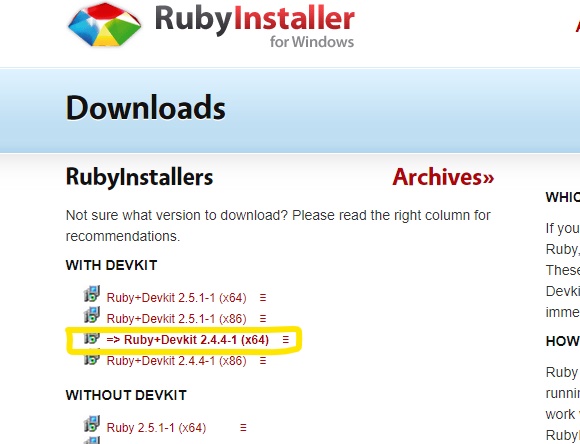 RubyInstaller
for Windows
Downloads
RubyInstallers
Archives»
Not sure what version to download? Please read the right column for
recommendations.
WITH DEVKIT
Ruby+Devkit 2.5.1-1 (x64)
Ruby+Devkit 2.5.1-1 (x86)
=> Ruby+Devkit 2.4.4-1 (x64)
Ruby+Devkit 2.4.4-1 (x86)
WITHOUT DEVKIT
Ruby 2.5.1-1 (x64)
WHIC
If you
Ruby,
These
Devki
imme
HOW
Ruby
runnin
work w
RubyI